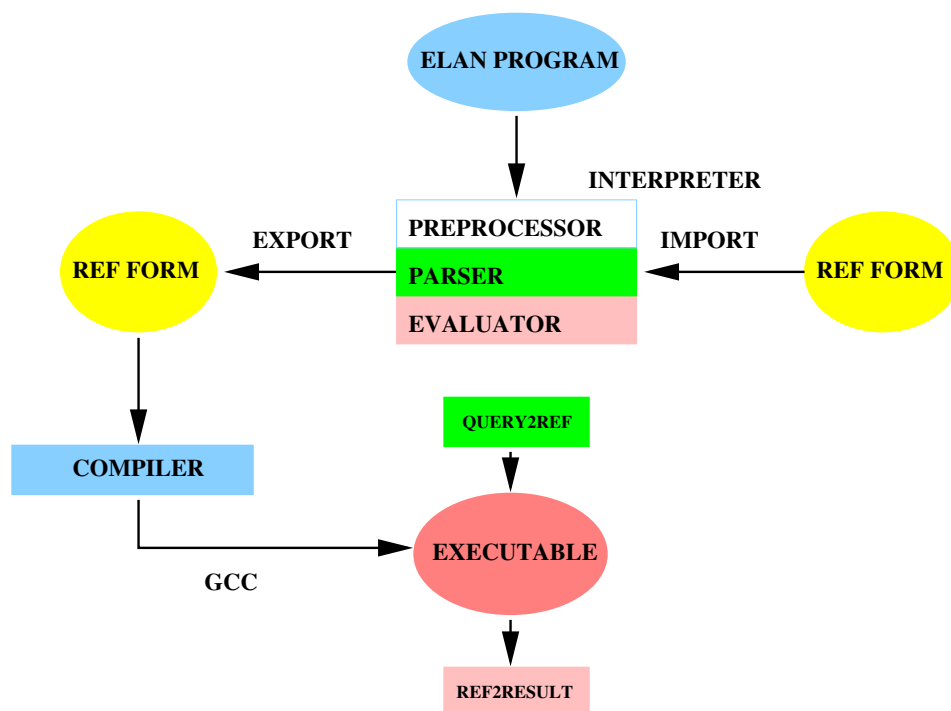 ELAN PROGRAM
INTERPRETER
PREPROCESSOR
EXPORT
IMPORT
REF FORM
PARSER
REF FORM
EVALUATOR
QUERY2REF
COMPILER
EXECUTABLE
GCC
REF2RESULT